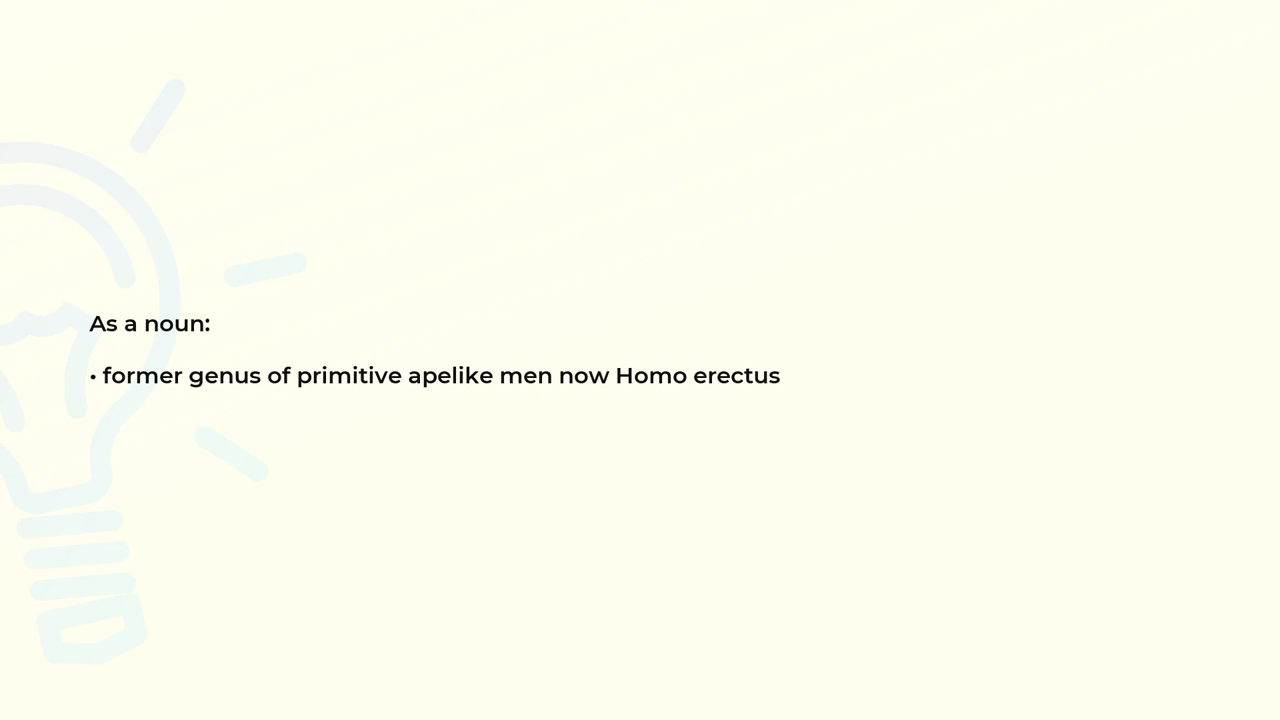 As a noun:
• former genus of primitive apelike men now Homo erectus